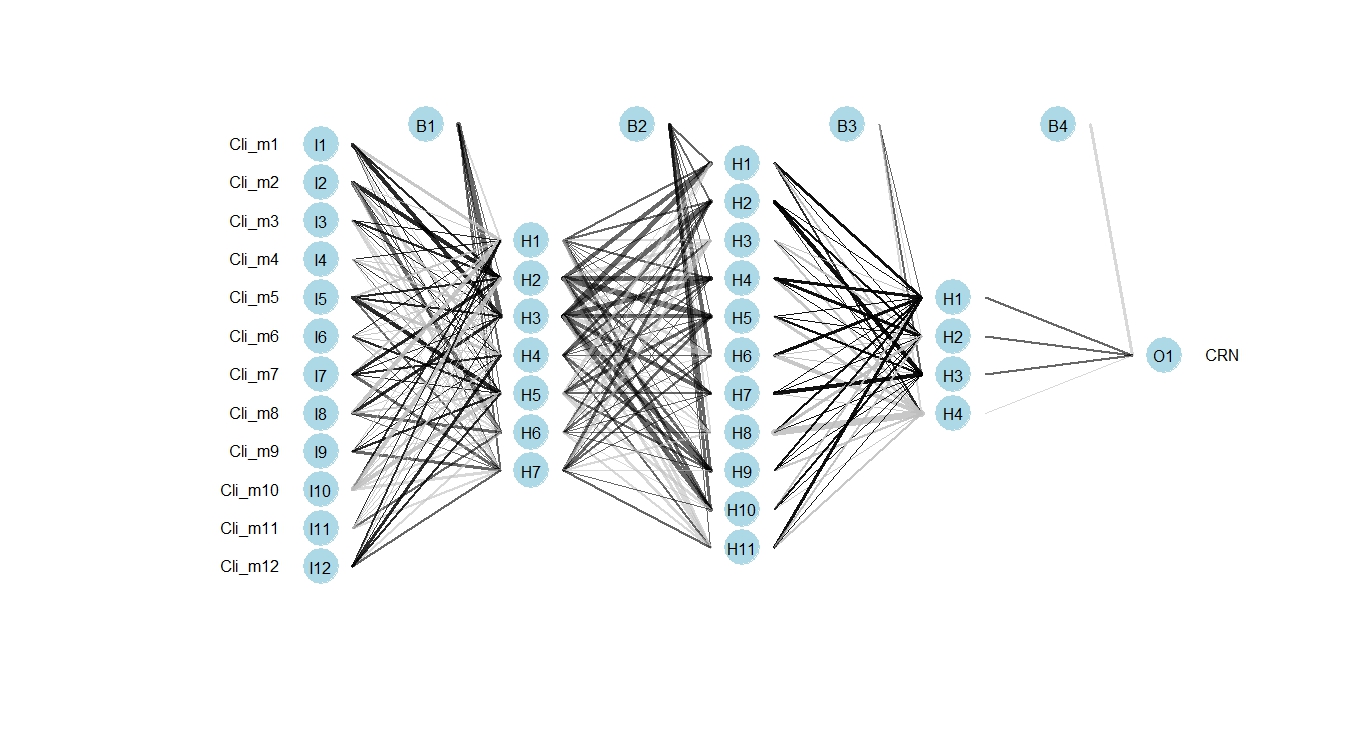 B1 B2 B3 B4
Cli_m1 I1
H1
Cli_m2 I2
H2
Cli_m3 I3
H1 H3
Cli_m4 I4
H2 H4
Cli_m5 I5 H1
H3 H5
Cli_m6 I6 H2
H4 H6 O1 CRN
Cli_m7 I7 H3
H5 H7
Cli_m8 I8 H4
H6 H8
Cli_m9 I9
H7 H9
Cli_m10 I10
H10
Cli_m11 I11
H11
Cli_m12 I12